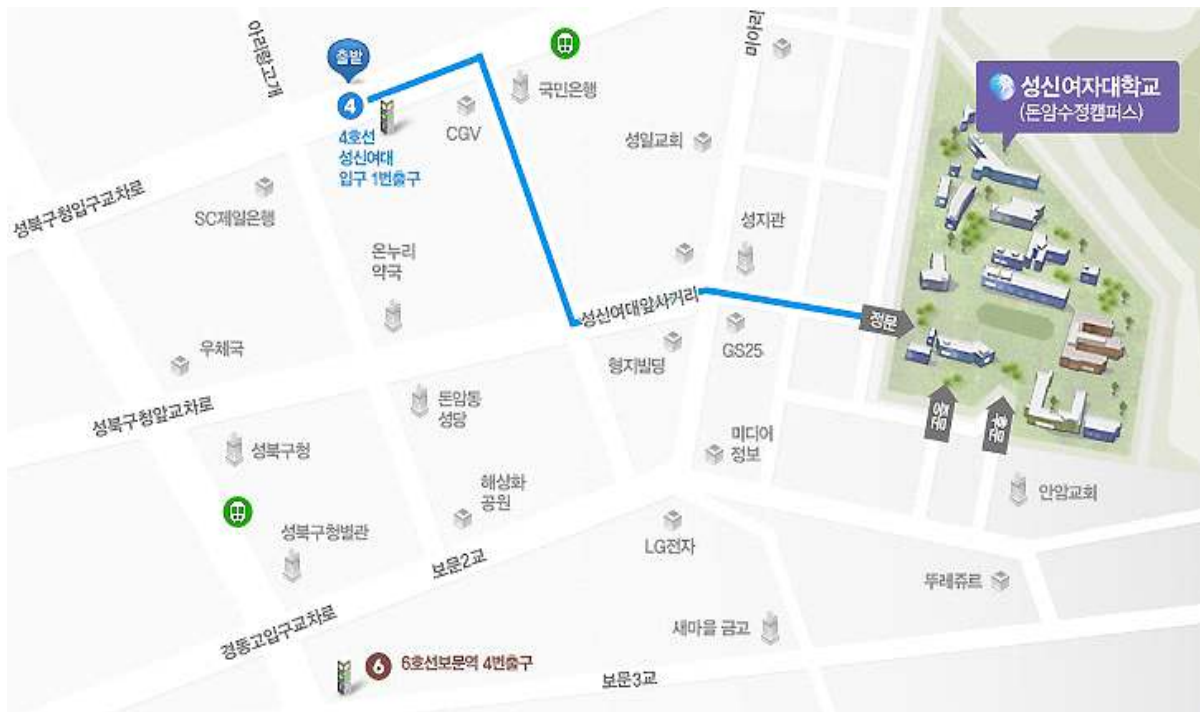 아리랑고개
출발
미아리
국민은행
성신여자대학교
(돈암수정캠퍼스)
4
CGV
4호선
성신여대
입구 1번출구
성일교회
성북구청입구교차로
SC제일은행
성지관
온누리
약국
성신여대앞사거리
정문
우체국
형지빌딩
GS25
돈암동
성당
성북구청앞교차로
성북구청
미디어
정보
쪽문
후문
해상화
공원
안암교회
성북구청별관
LG전자
보문2교
뚜레쥬르
경동고입구교차로
새마을 금고
6
6호선보문역 4번출구
보문3교